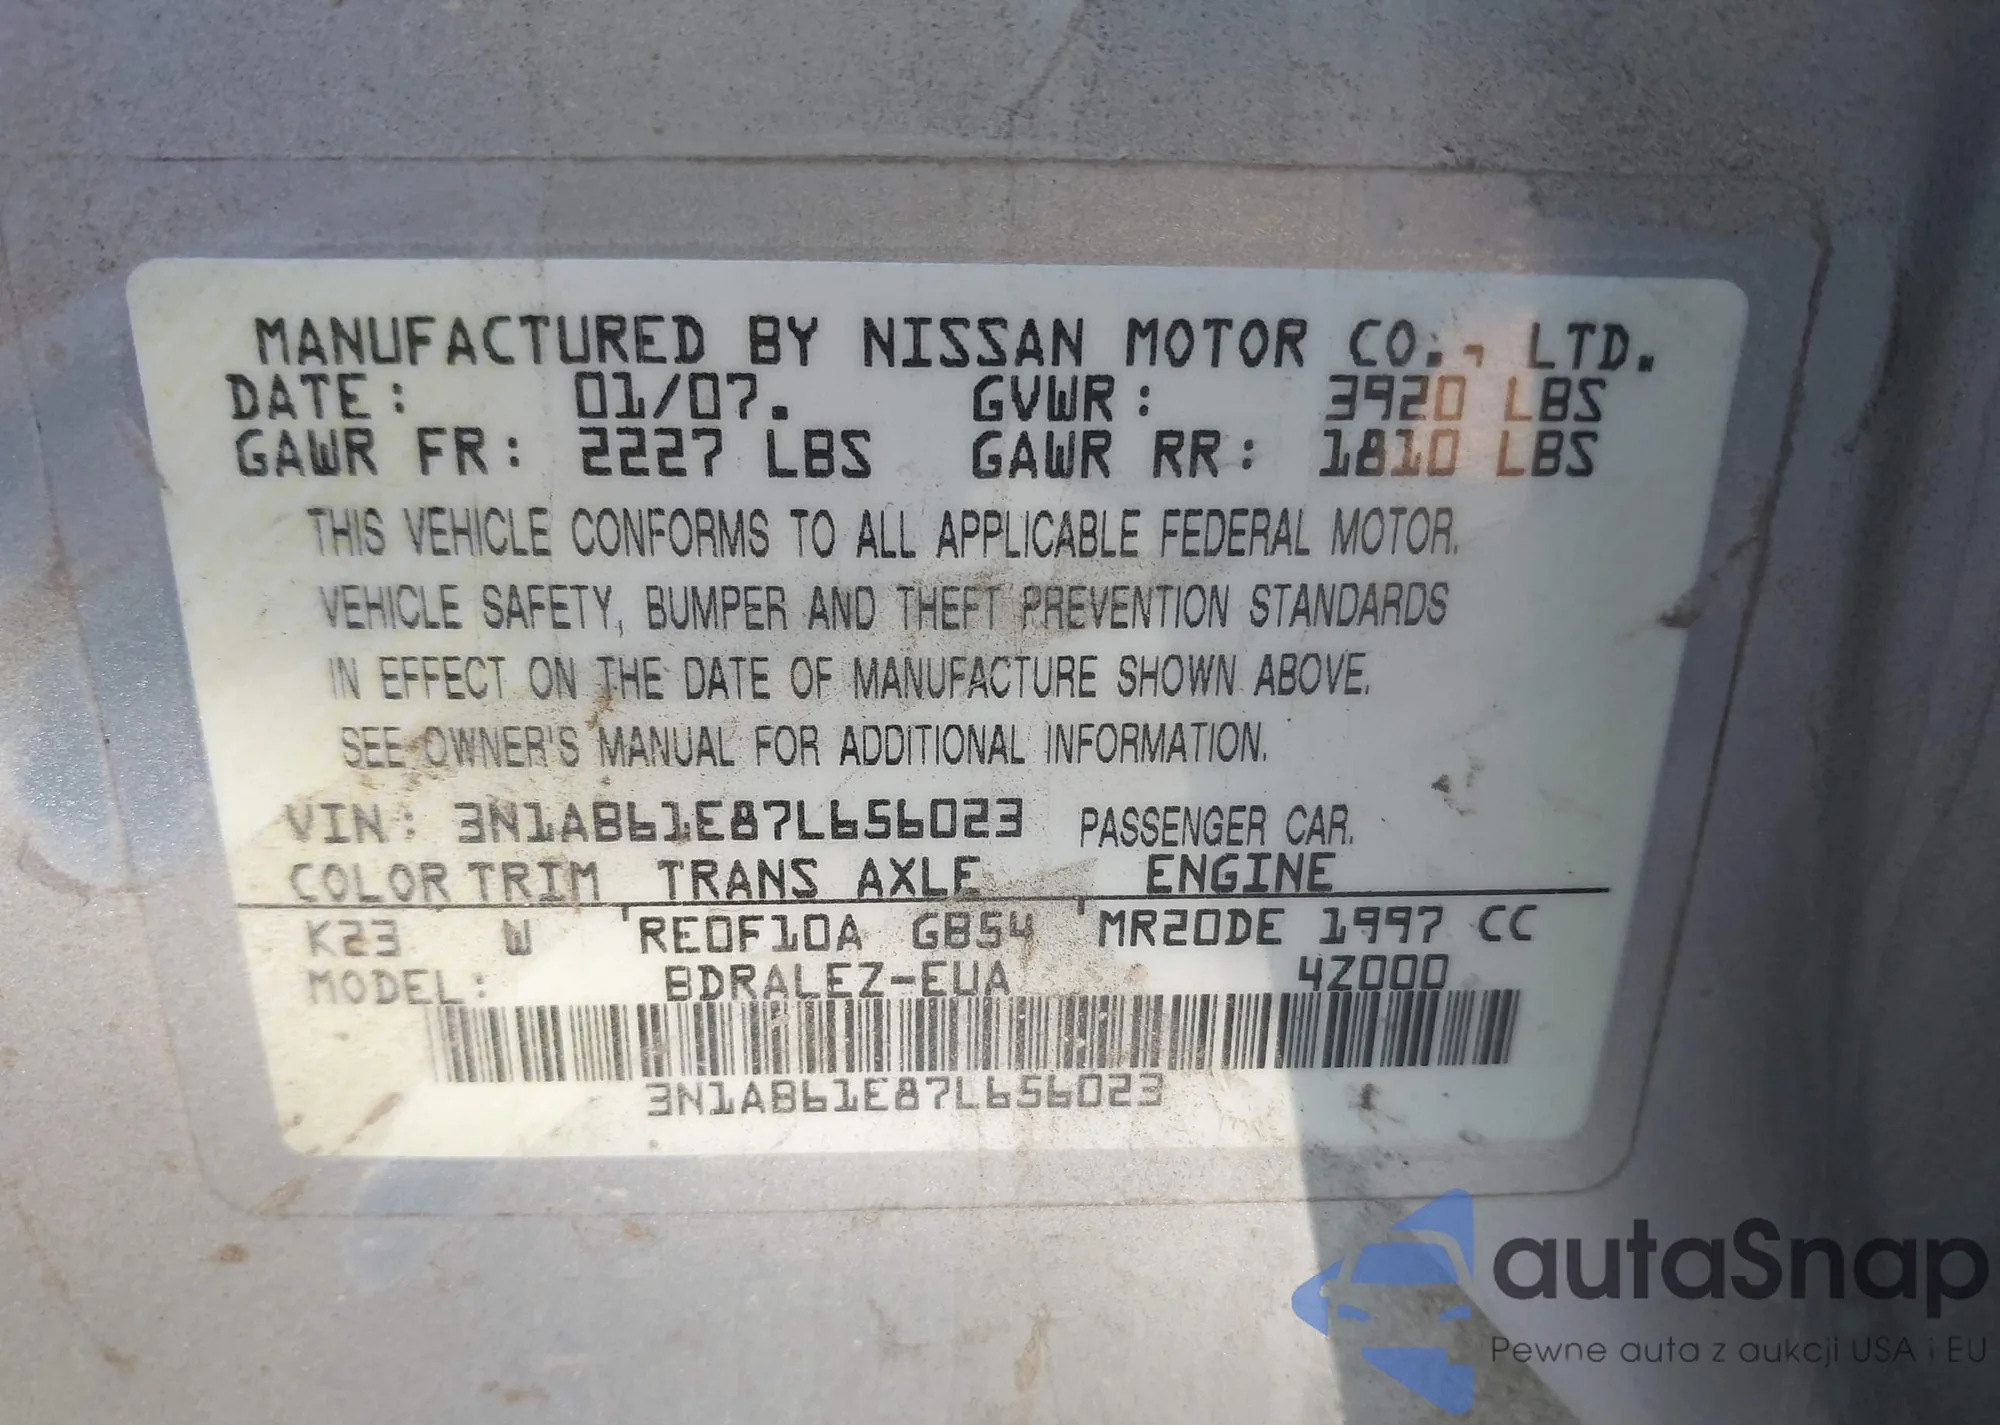 MANUFACTURED BY NISSAN MOTOR CO., LTD.
DATE: 01/07. GVWR: 3920 LBS
GAWR FR: 2227 LBS GAWR RR: 1810 LBS
THIS VEHICLE CONFORMS TO ALL APPLICABLE FEDERAL MOTOR.
VEHICLE SAFETY, BUMPER AND THEFT PREVENTION STANDARDS
IN EFFECT ON THE DATE OF MANUFACTURE SHOWN ABOVE.
SEE OWNER'S MANUAL FOR ADDITIONAL INFORMATION.
VIN: 3N1AB61E87L656023 PASSENGER CAR.
COLOR TRIM TRANS AXLE ENGINE
K23 W RE0F10A GB54 MR20DE 1997 CC
MODEL: BDRALEZ-EUA 4Z000
3N1AB61E87L656023
autaSnap
Pewne auta z aukcji USA i EU